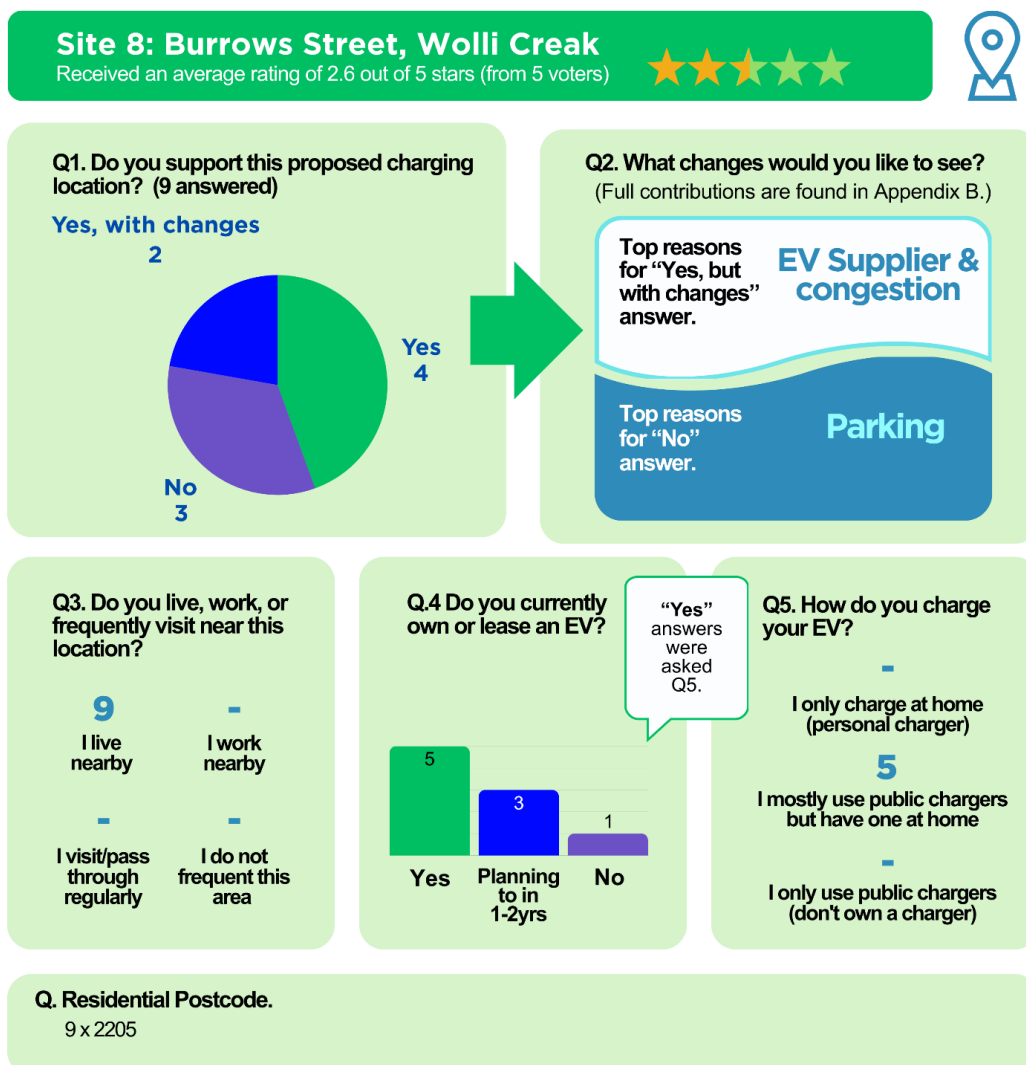 Site 8: Burrows Street, Wolli Creak
Received an average rating of 2.6 out of 5 stars (from 5 voters)
Q1. Do you support this proposed charging
location? (9 answered)
Yes, with changes
2
Yes
4
No
3
Q2. What changes would you like to see?
(Full contributions are found in Appendix B.)
Top reasons
for “Yes, but
with changes”
answer.
EV Supplier &
congestion
Top reasons
for “No”
answer.
Parking
Q3. Do you live, work, or
frequently visit near this
location?
9
I live
nearby
-
I work
nearby
-
I visit/pass
through
regularly
-
I do not
frequent this
area
Q.4 Do you currently
own or lease an EV?
5
3
1
Yes
Planning
to in
1-2yrs
No
“Yes”
answers
were
asked
Q5.
Q5. How do you charge
your EV?
-
I only charge at home
(personal charger)
5
I mostly use public chargers
but have one at home
-
I only use public chargers
(don't own a charger)
Q. Residential Postcode.
9 x 2205